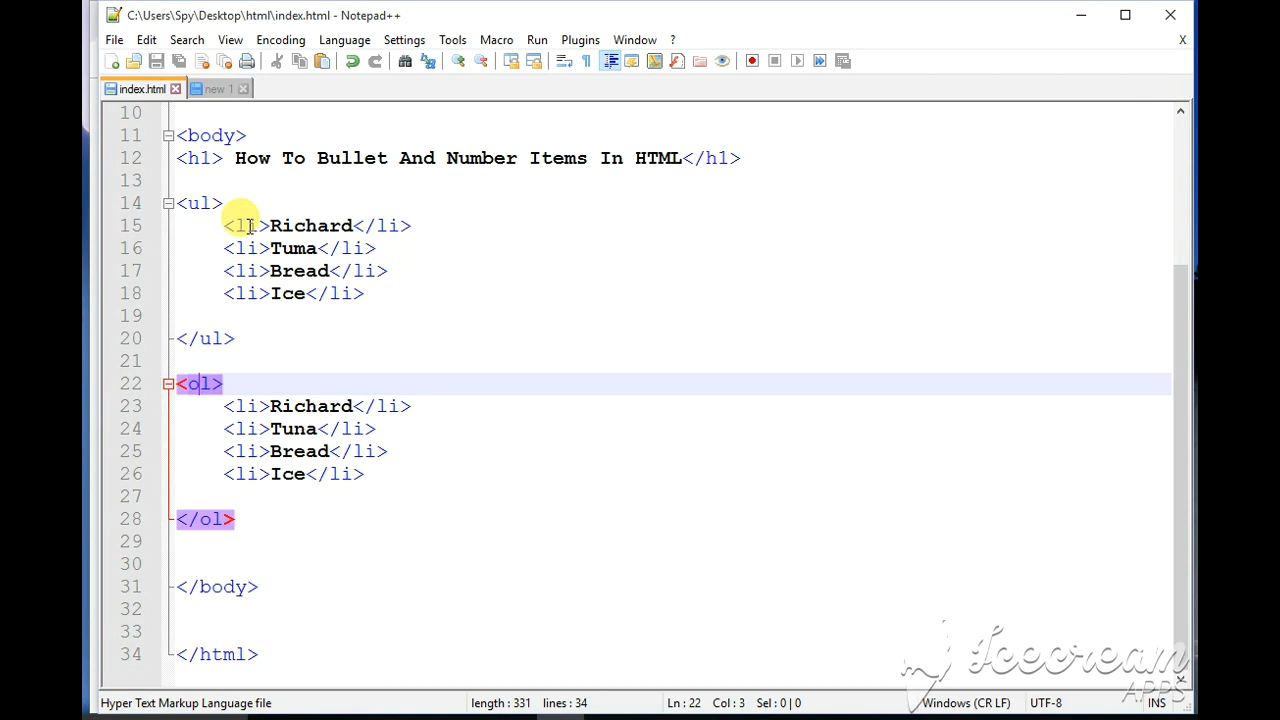 C:\Users\Spy\Desktop\html\index.html - Notepad++
File Edit Search View Encoding Language Settings Tools Macro Run Plugins Window ? X
index.html new 1
10
11 <body>
12 <h1> How To Bullet And Number Items In HTML</h1>
13
14 <ul>
15 <li>Richard</li>
16 <li>Tuma</li>
17 <li>Bread</li>
18 <li>Ice</li>
19
20 </ul>
21
22 <ol>
23 <li>Richard</li>
24 <li>Tuna</li>
25 <li>Bread</li>
26 <li>Ice</li>
27
28 </ol>
29
30
31 </body>
32
33
34 </html>
Icecream
APPS
Hyper Text Markup Language file length : 331 lines : 34 Ln : 22 Col : 3 Sel : 0 | 0 Windows (CR LF) UTF-8 INS